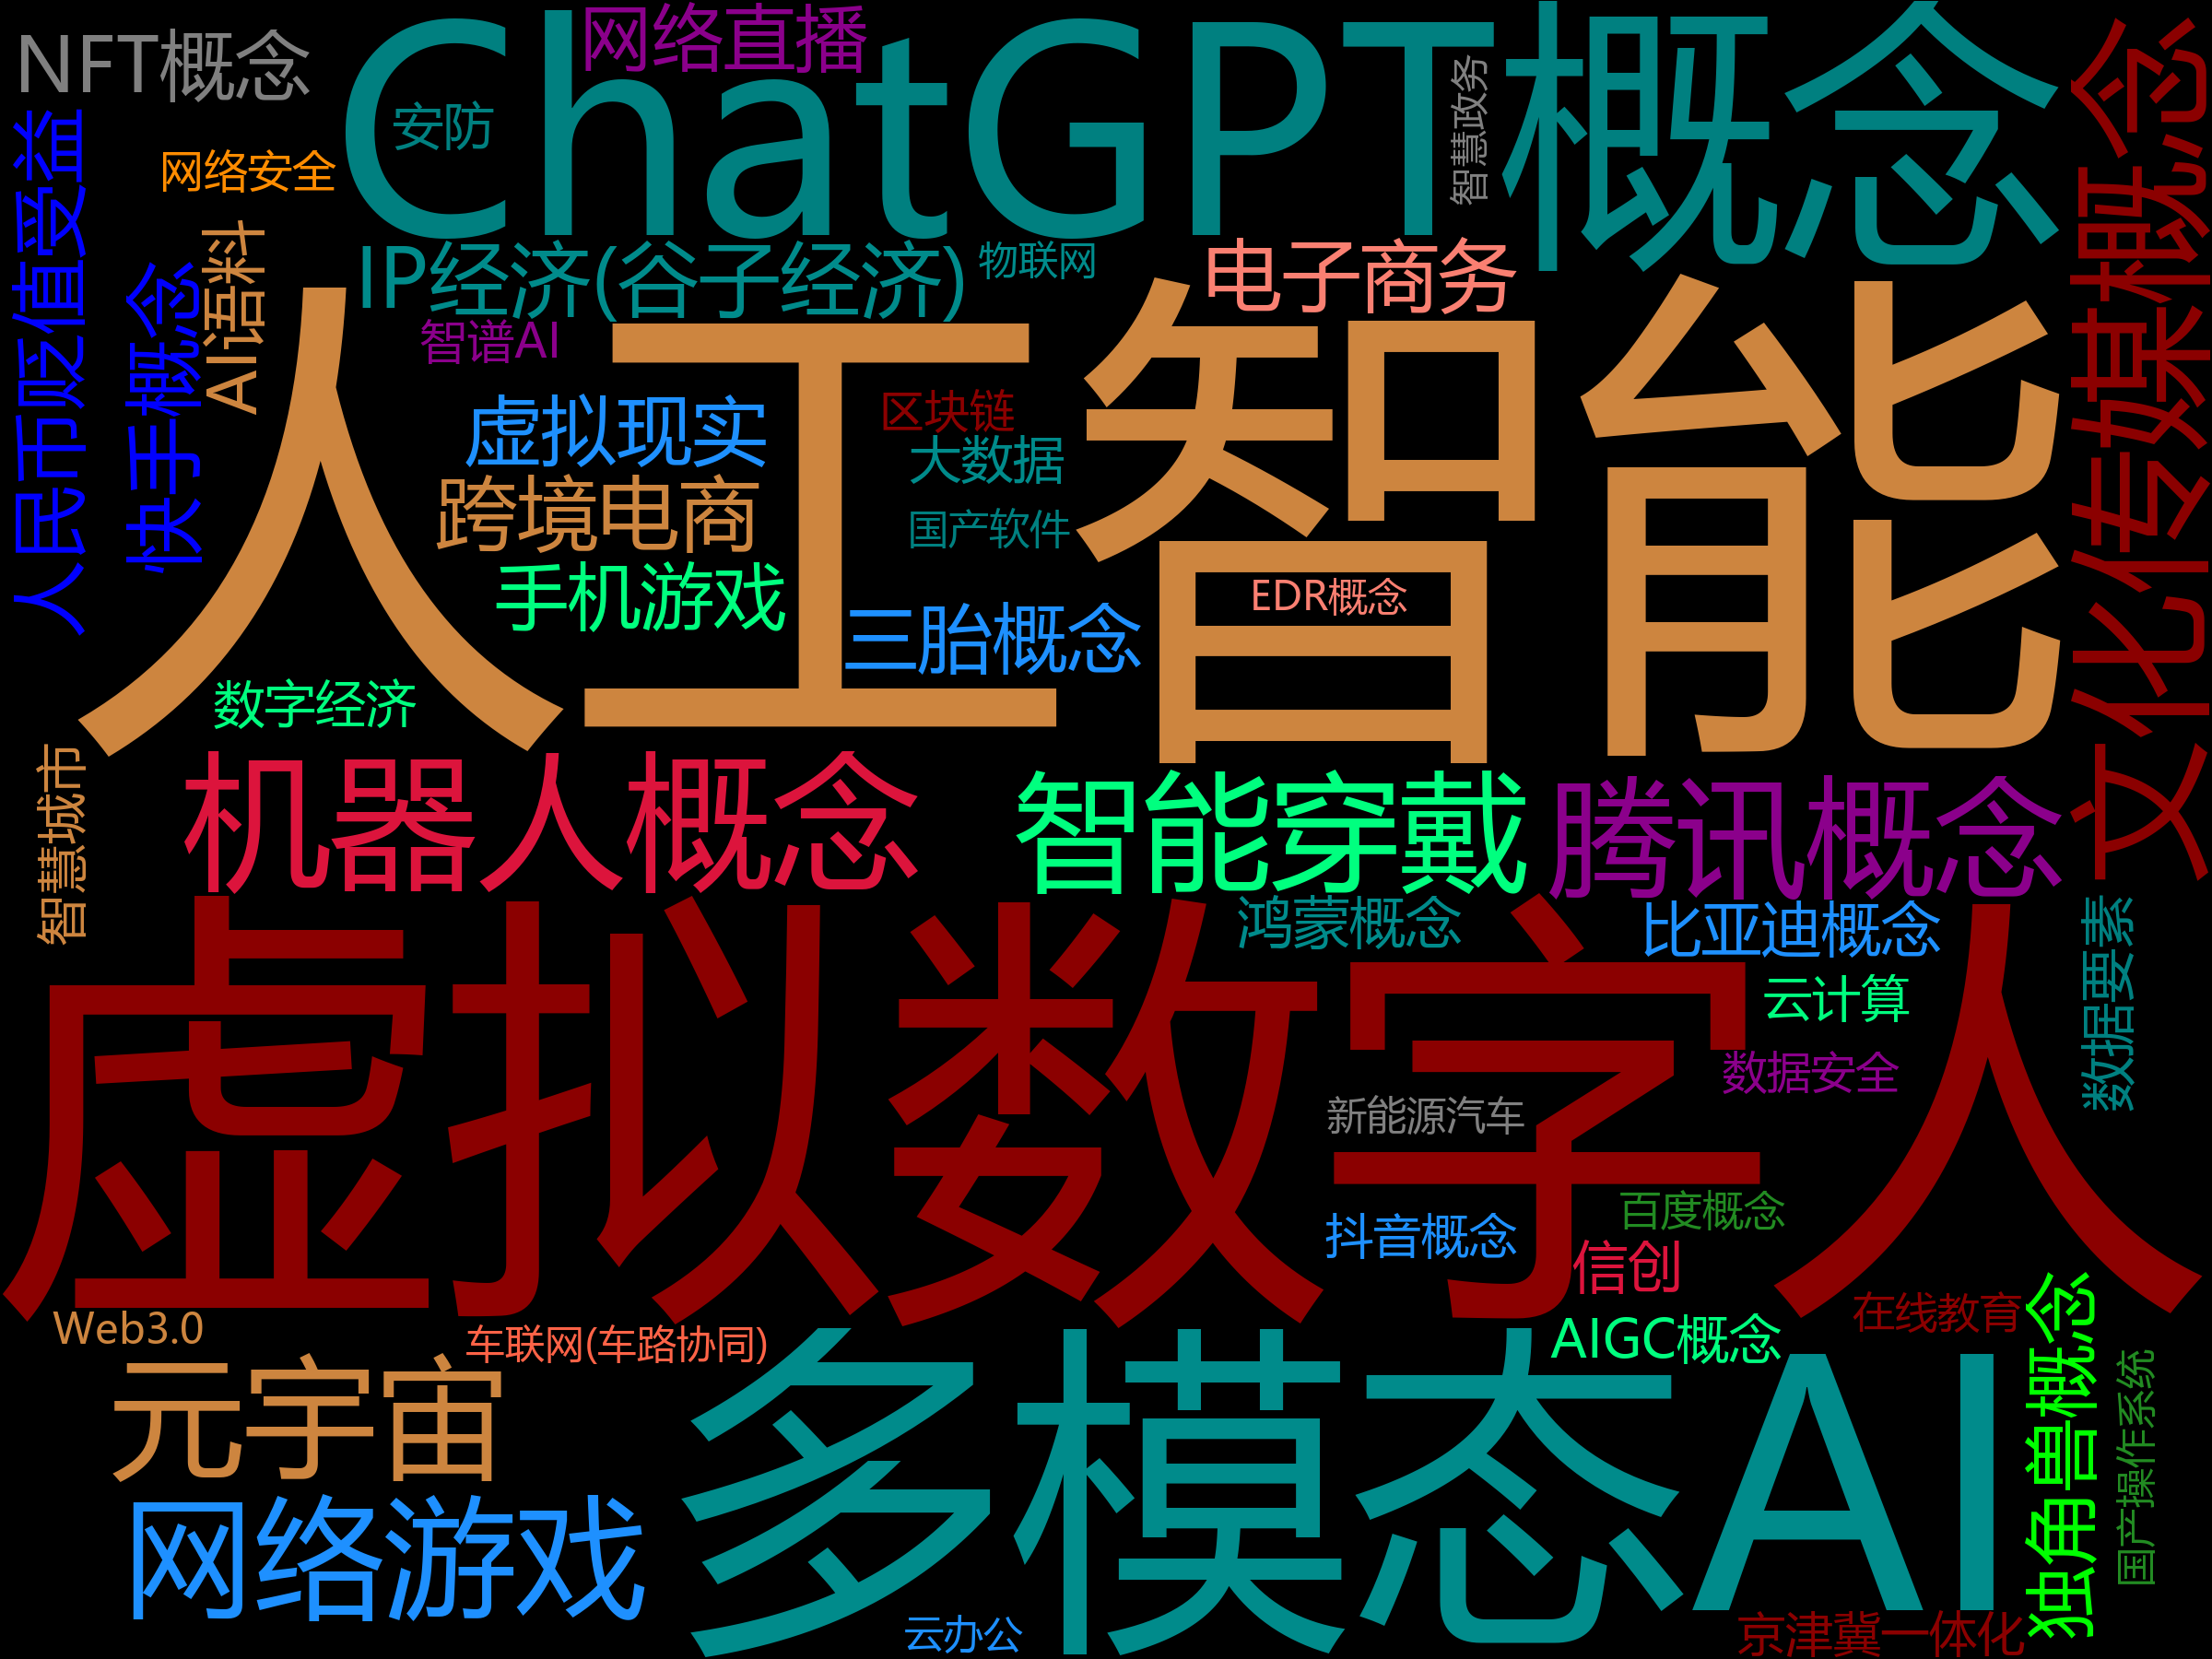 网络直播
NFT概念
ChatGPT概念
智慧政务
文化传媒概念
安防
网络安全
人民币贬值受益
快手概念
AI语料
IP经济(谷子经济)
物联网
电子商务
人工智能
智谱AI
虚拟现实
区块链
大数据
跨境电商
国产软件
手机游戏
EDR概念
三胎概念
数字经济
智慧城市
机器人概念
智能穿戴
腾讯概念
鸿蒙概念
比亚迪概念
数据要素
虚拟数字人
云计算
数据安全
新能源汽车
百度概念
抖音概念
信创
在线教育
Web3.0
车联网(车路协同)
AIGC概念
独角兽概念
国产操作系统
元宇宙
多模态AI
网络游戏
云办公
京津冀一体化